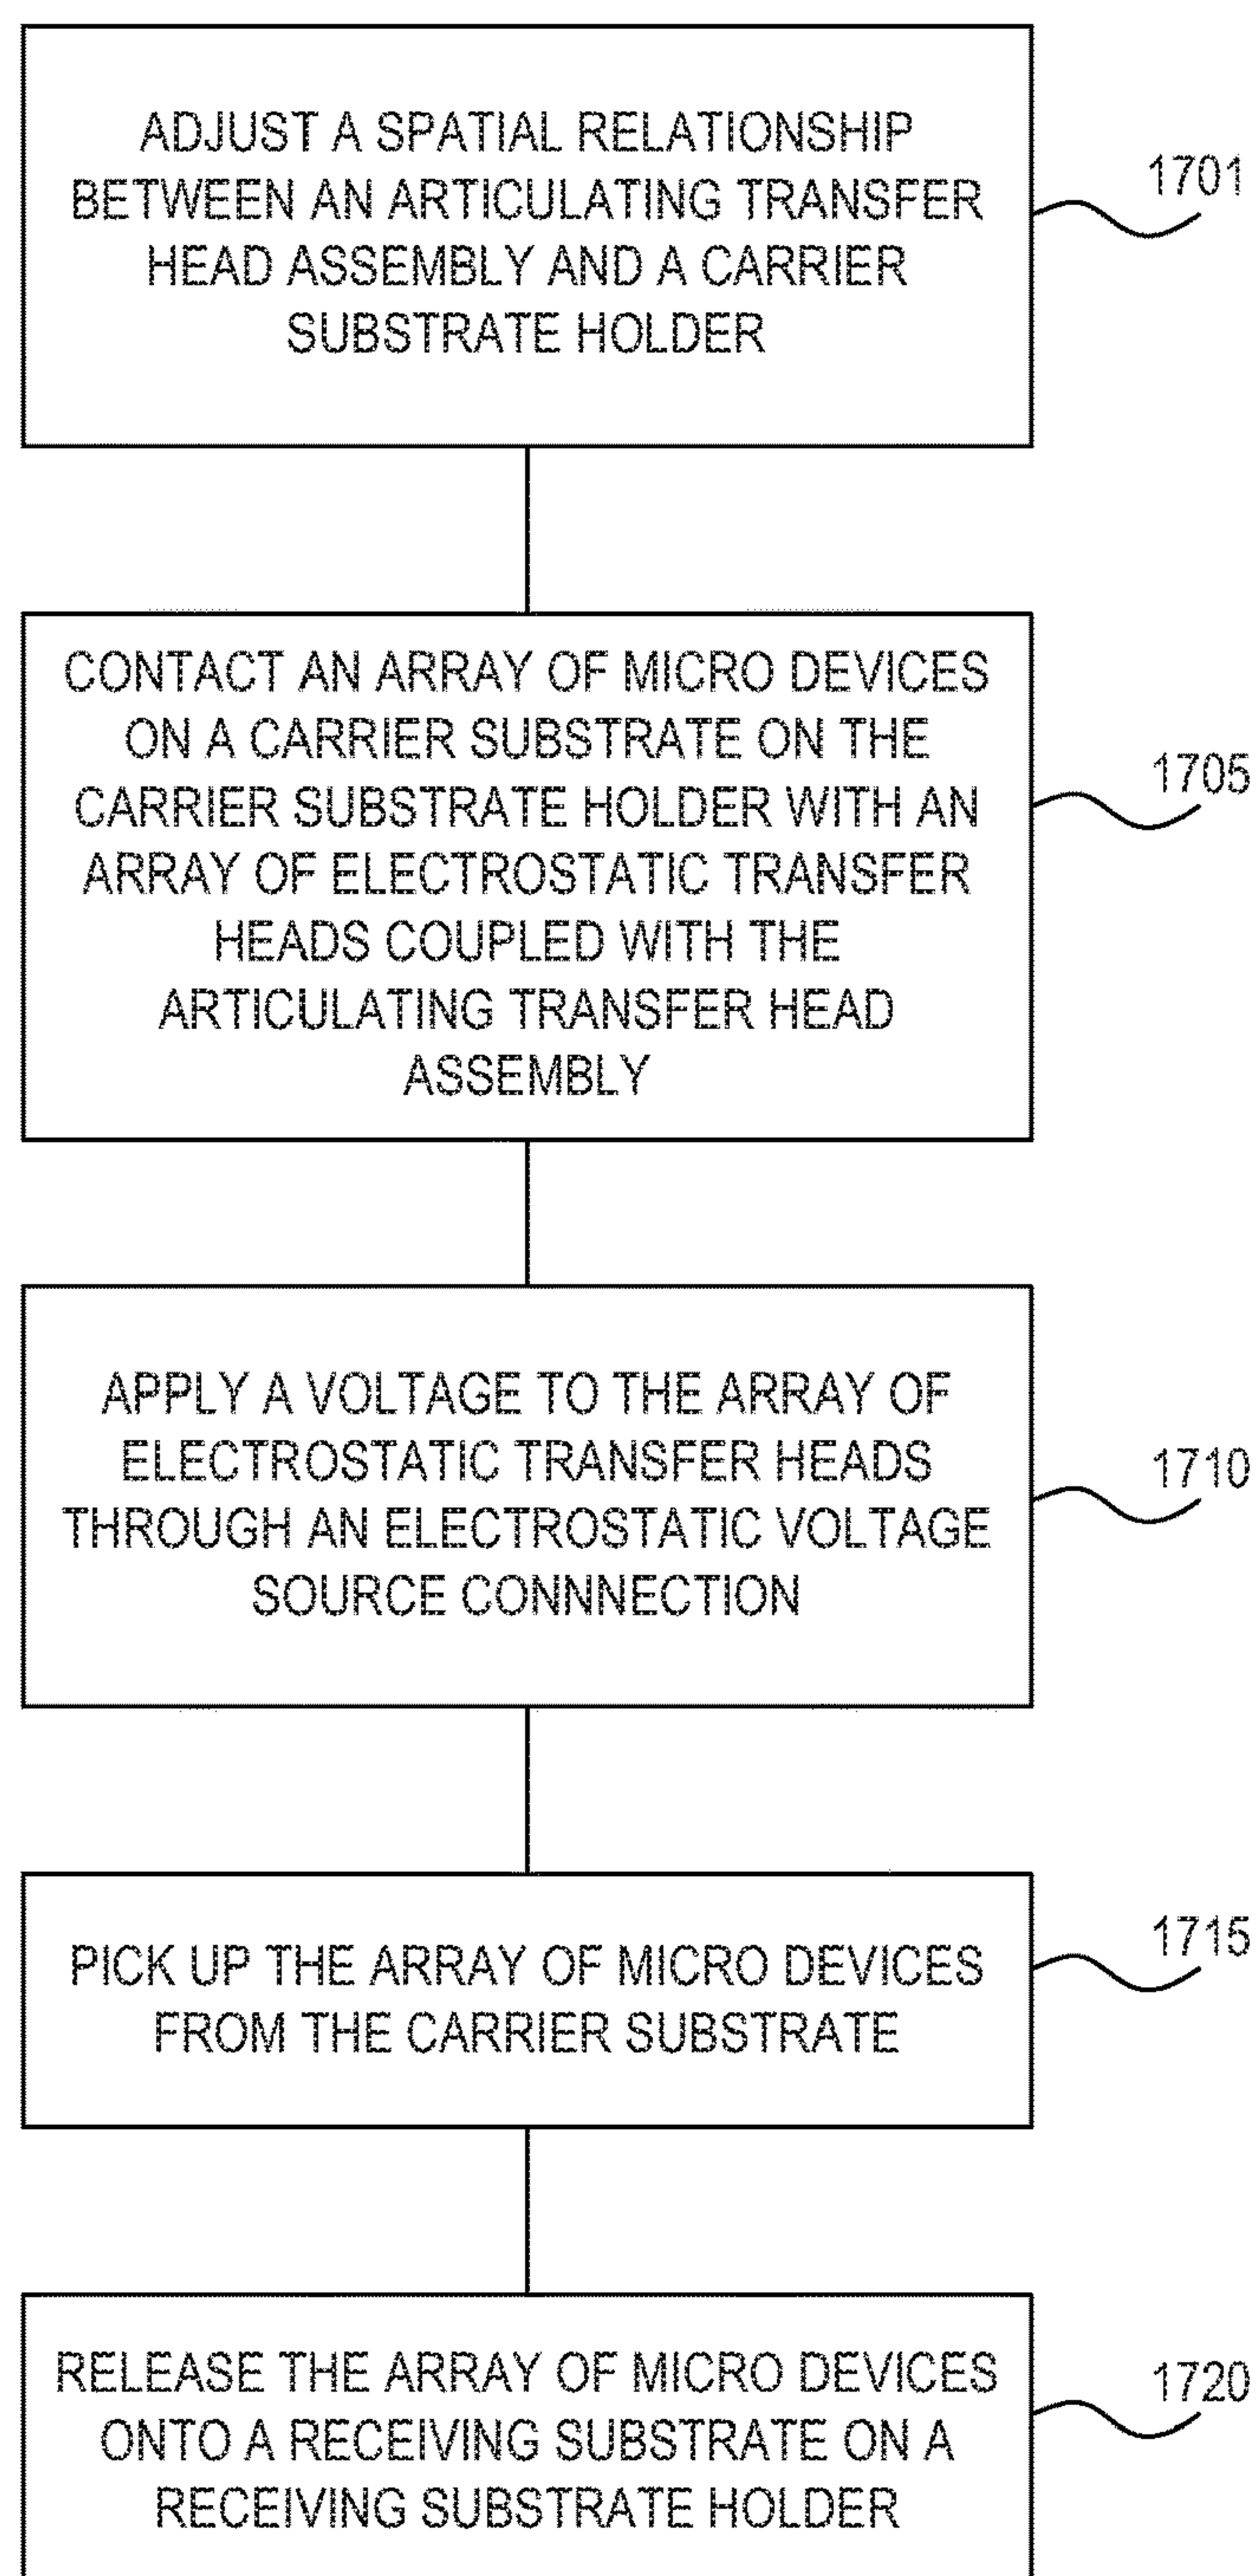 ADJUST A SPATIAL RELATIONSHIP
BETWEEN AN ARTICULATING TRANSFER
HEAD ASSEMBLY AND A CARRIER
SUBSTRATE HOLDER
1701
CONTACT AN ARRAY OF MICRO DEVICES
ON A CARRIER SUBSTRATE ON THE
CARRIER SUBSTRATE HOLDER WITH AN
ARRAY OF ELECTROSTATIC TRANSFER
HEADS COUPLED WITH THE
ARTICULATING TRANSFER HEAD
ASSEMBLY
1705
APPLY A VOLTAGE TO THE ARRAY OF
ELECTROSTATIC TRANSFER HEADS
THROUGH AN ELECTROSTATIC VOLTAGE
SOURCE CONNNECTION
1710
PICK UP THE ARRAY OF MICRO DEVICES
FROM THE CARRIER SUBSTRATE
1715
RELEASE THE ARRAY OF MICRO DEVICES
ONTO A RECEIVING SUBSTRATE ON A
RECEIVING SUBSTRATE HOLDER
1720